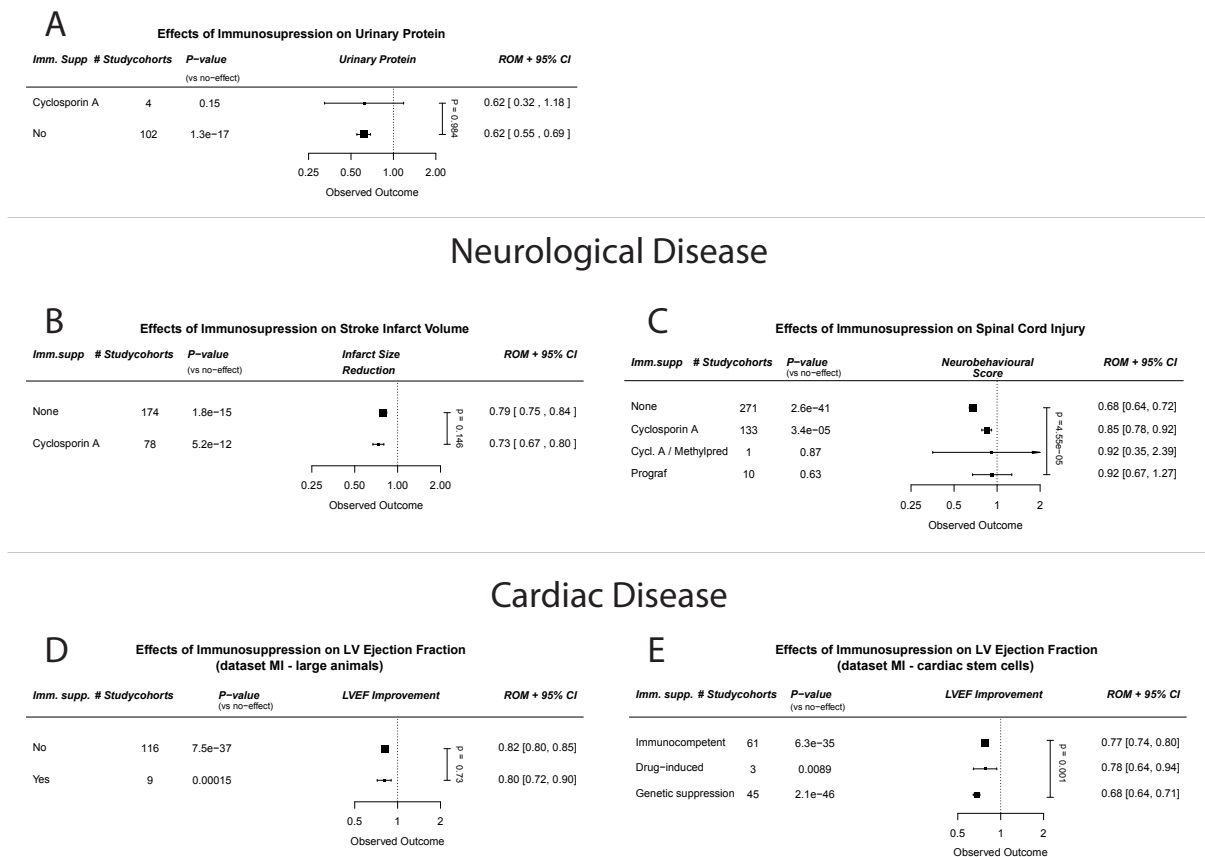 A
Effects of Immunosupression on Urinary Protein
Imm. Supp # Studycohorts P−value Urinary Protein ROM + 95% CI
(vs no−effect)
Cyclosporin A 4 0.15 0.62 [ 0.32 , 1.18 ]
No 102 1.3e−17 0.62 [ 0.55 , 0.69 ]
P = 0.984
0.25 0.50 1.00 2.00
Observed Outcome
Neurological Disease
B
Effects of Immunosupression on Stroke Infarct Volume
Imm.supp # Studycohorts P−value Infarct Size ROM + 95% CI
(vs no−effect) Reduction
None 174 1.8e−15 0.79 [ 0.75 , 0.84 ]
Cyclosporin A 78 5.2e−12 0.73 [ 0.67 , 0.80 ]
p = 0.146
0.25 0.50 1.00 2.00
Observed Outcome
C
Effects of Immunosupression on Spinal Cord Injury
Imm.supp # Studycohorts P−value Neurobehavioural ROM + 95% CI
(vs no−effect) Score
None 271 2.6e−41 0.68 [0.64, 0.72]
Cyclosporin A 133 3.4e−05 0.85 [0.78, 0.92]
Cycl. A / Methylpred 1 0.87 0.92 [0.35, 2.39]
Prograf 10 0.63 0.92 [0.67, 1.27]
p =4.55e−05
0.25 0.5 1 2
Observed Outcome
Cardiac Disease
D
Effects of Immunosuppression on LV Ejection Fraction
(dataset MI - large animals)
Imm. supp. # Studycohorts P−value LVEF Improvement ROM + 95% CI
(vs no−effect)
No 116 7.5e−37 0.82 [0.80, 0.85]
Yes 9 0.00015 0.80 [0.72, 0.90]
p = 0.73
0.5 1 2
Observed Outcome
E
Effects of Immunosupression on LV Ejection Fraction
(dataset MI - cardiac stem cells)
Imm. supp. # Studycohorts P−value LVEF Improvement ROM + 95% CI
(vs no−effect)
Immunocompetent 61 6.3e−35 0.77 [0.74, 0.80]
Drug−induced 3 0.0089 0.78 [0.64, 0.94]
Genetic suppression 45 2.1e−46 0.68 [0.64, 0.71]
p = 0.001
0.5 1 2
Observed Outcome